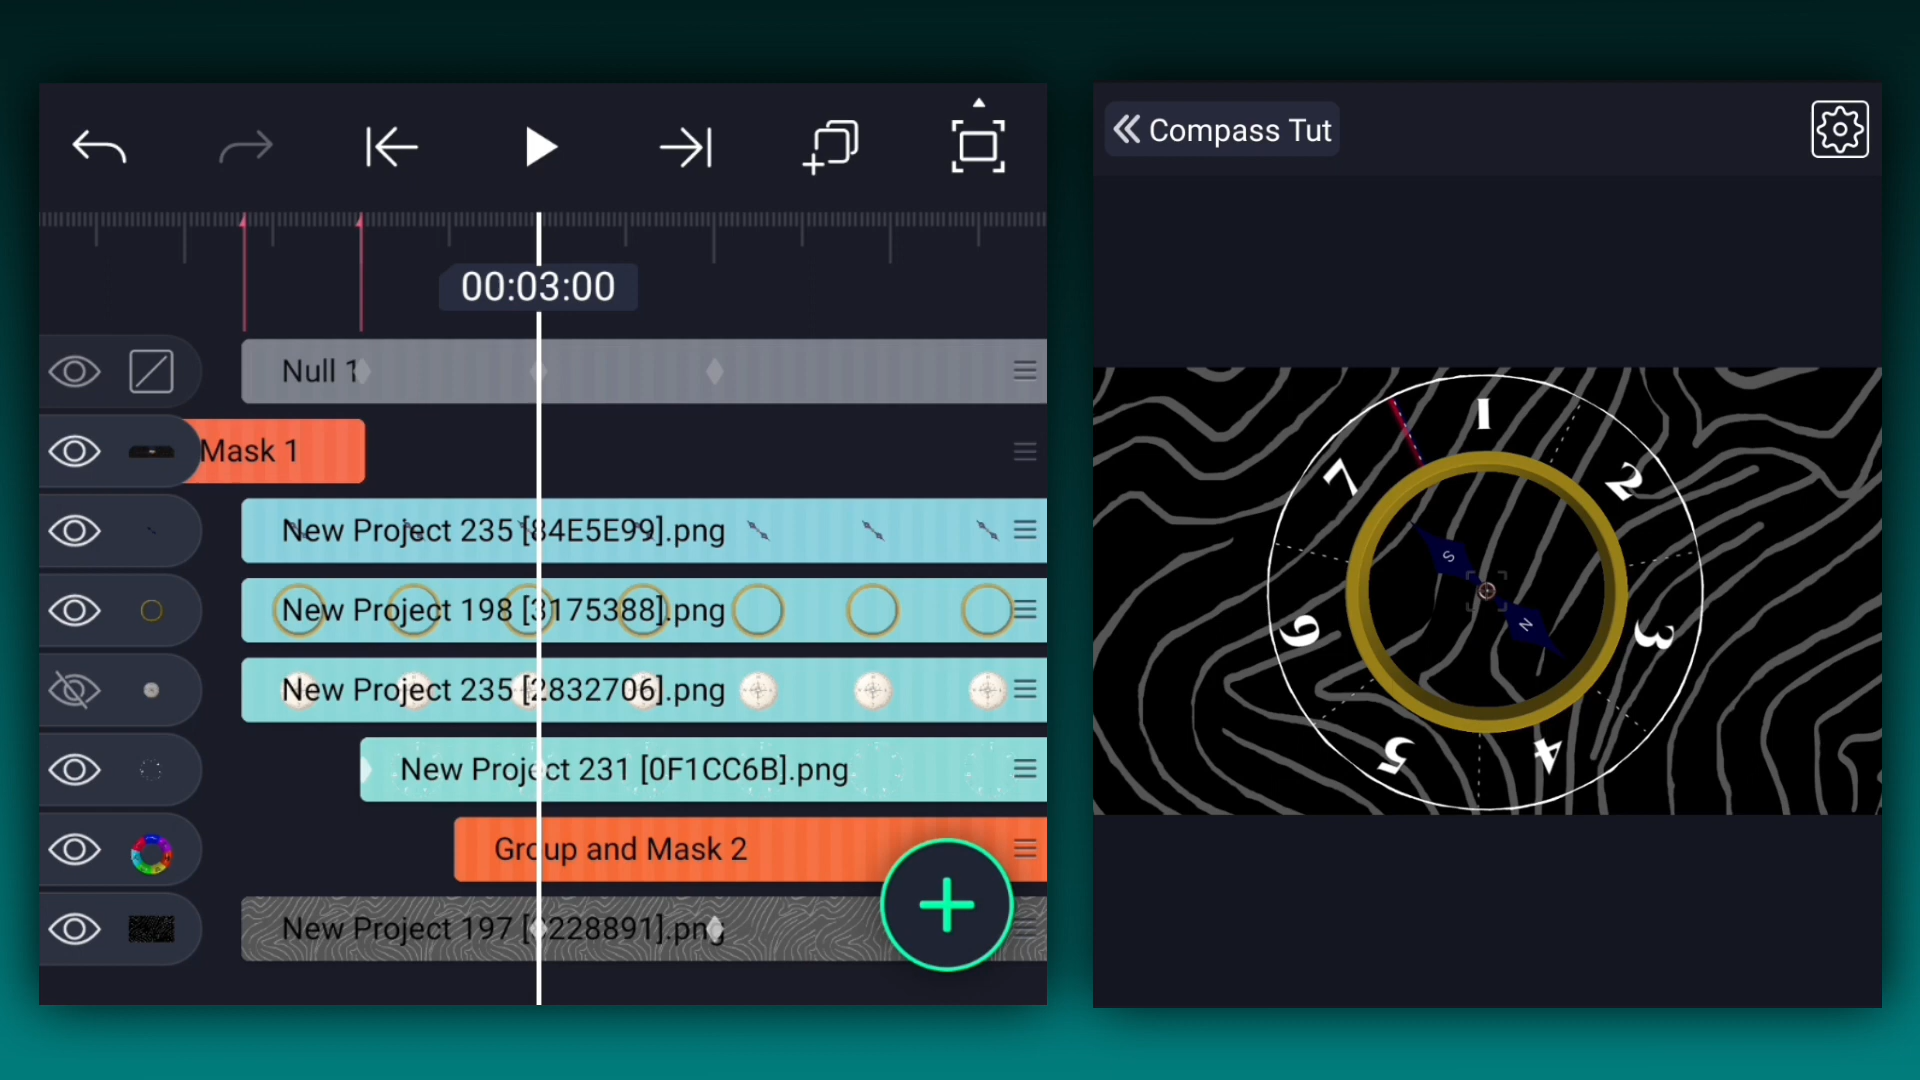 00:03:00
Null 1
Mask 1
New Project 235 [84E5E99].png
New Project 198 [3175388].png
New Project 235 [2832706].png
New Project 231 [0F1CC6B].png
Group and Mask 2
New Project 197 [ 228891].png
Compass Tut
1
2
3
4
5
6
7
S
N